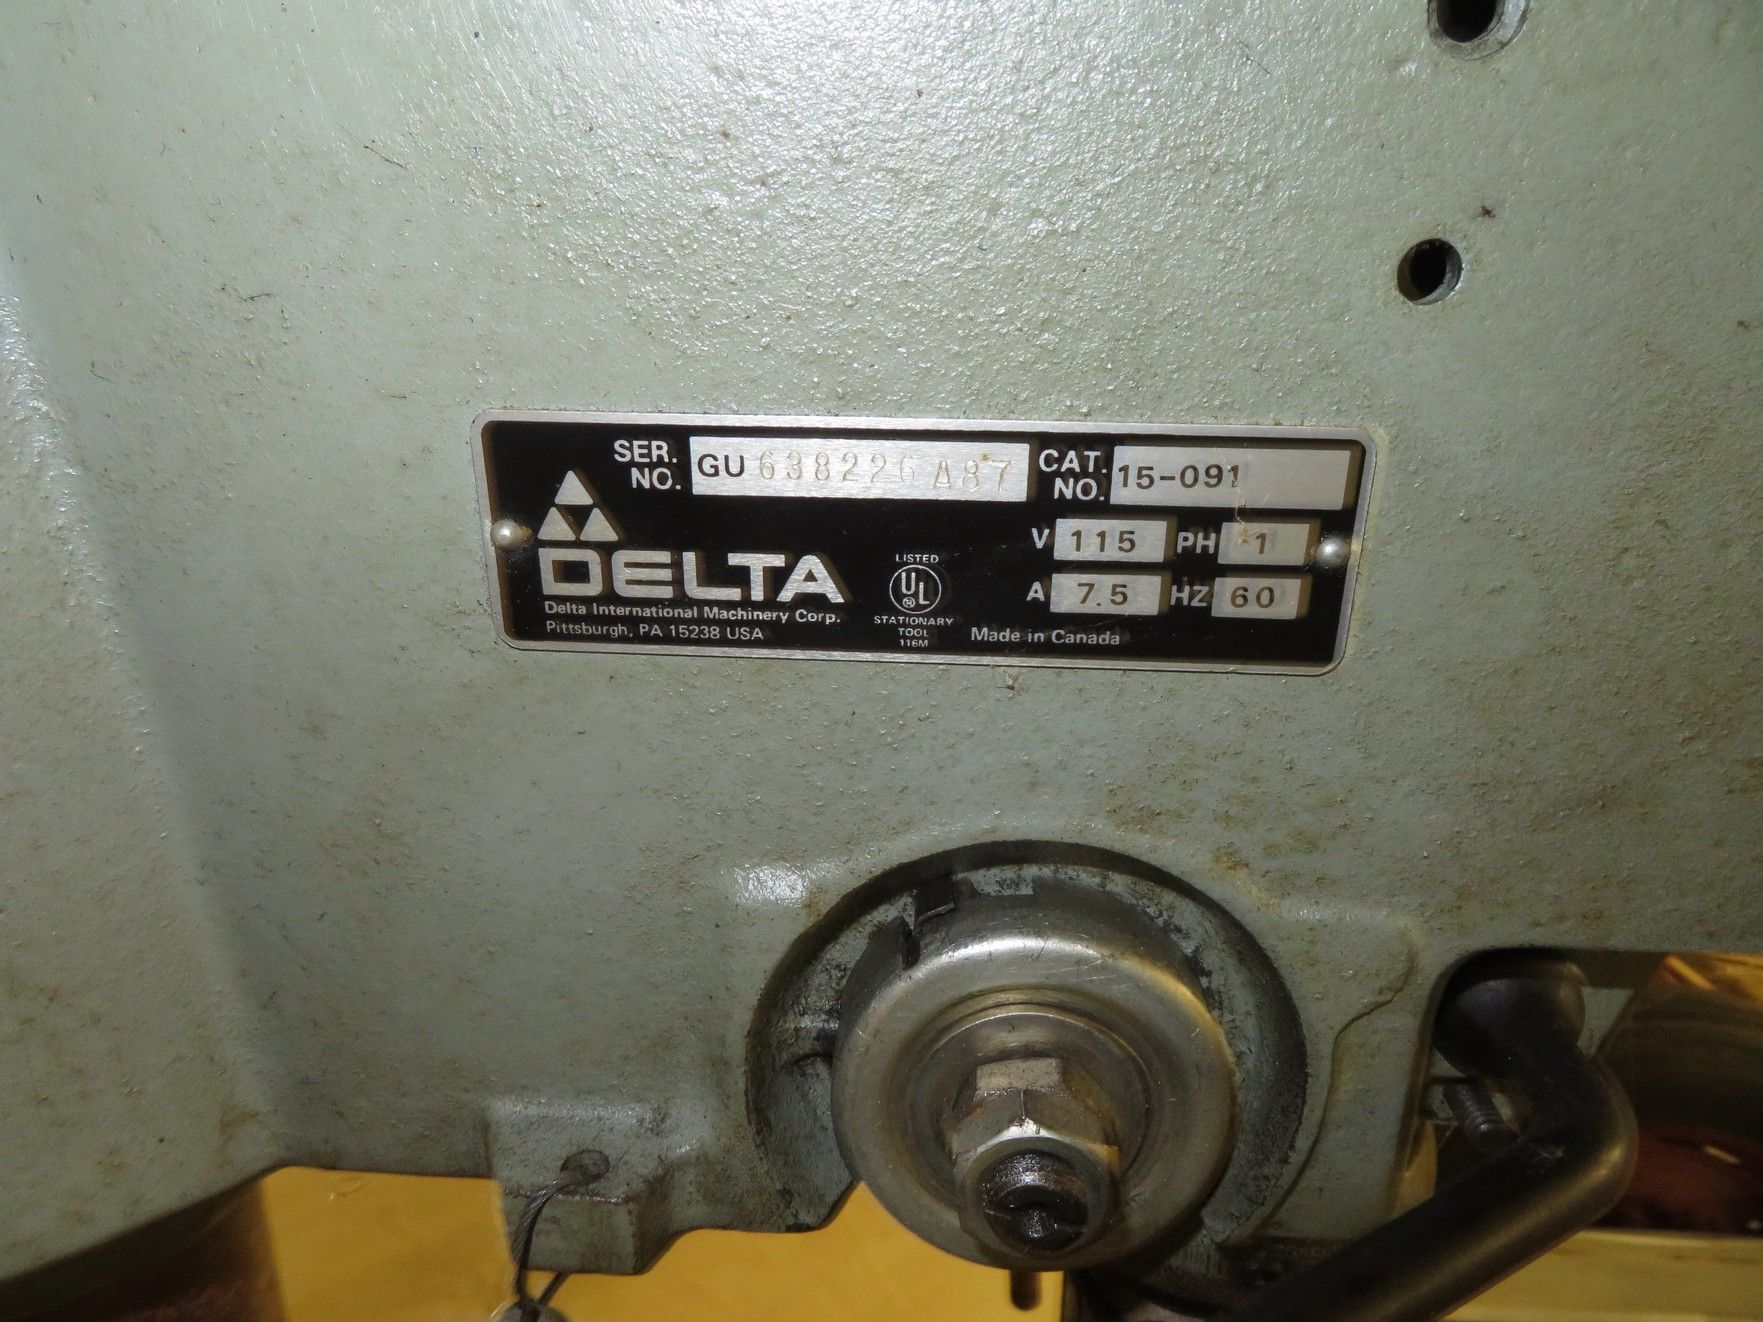 SER. NO. GU 638226 A87 CAT. NO. 15-091
V 115 PH 1
A 7.5 HZ 60
DELTA
Delta International Machinery Corp.
Pittsburgh, PA 15238 USA
LISTED
UL
®
STATIONARY
TOOL
116M
Made in Canada